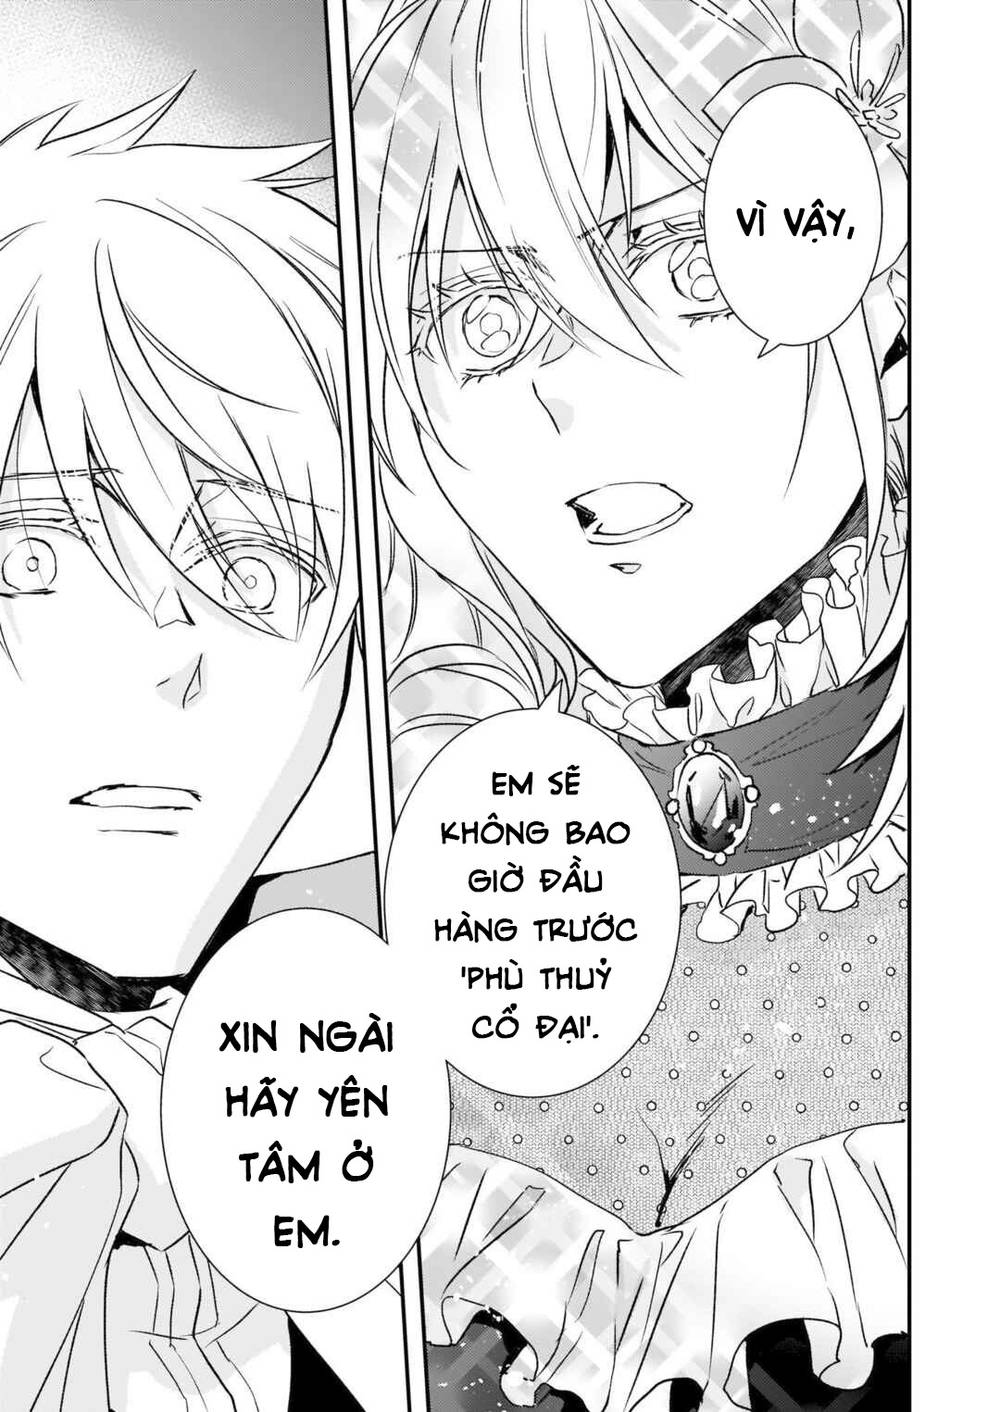 VÌ VẬY,
EM SẼ
KHÔNG BAO
GIỜ ĐẦU
HÀNG TRƯỚC
'PHÙ THUỶ
CỔ ĐẠI'.
XIN NGÀI
HÃY YÊN
TÂM Ở
EM.